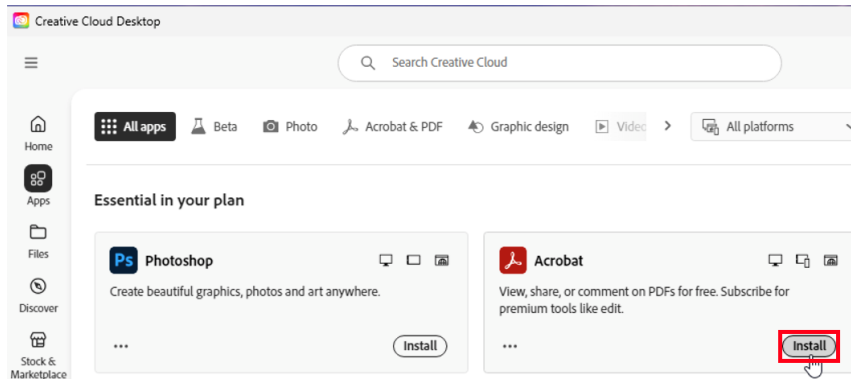 Creative Cloud Desktop
Search Creative Cloud
All apps
Beta
Photo
Acrobat & PDF
Graphic design
Video
All platforms
Home
Apps
Files
Discover
Stock &
Marketplace
Essential in your plan
Ps Photoshop
Create beautiful graphics, photos and art anywhere.
Install
Acrobat
View, share, or comment on PDFs for free. Subscribe for
premium tools like edit.
Install